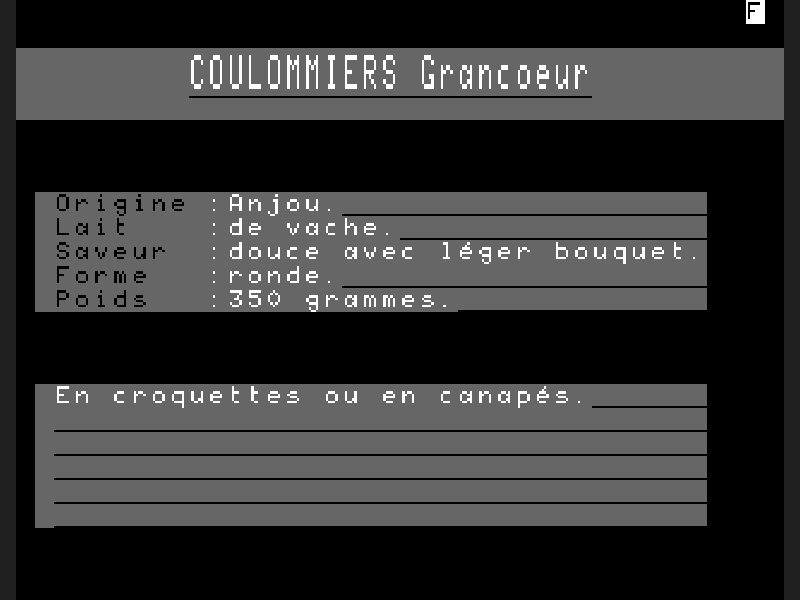 F
COULOMMIERS Grancoeur
Origine :Anjou.
Lait :de vache.
Saveur :douce avec léger bouquet.
Forme :ronde.
Poids :350 grammes.
En croquettes ou en canapés.